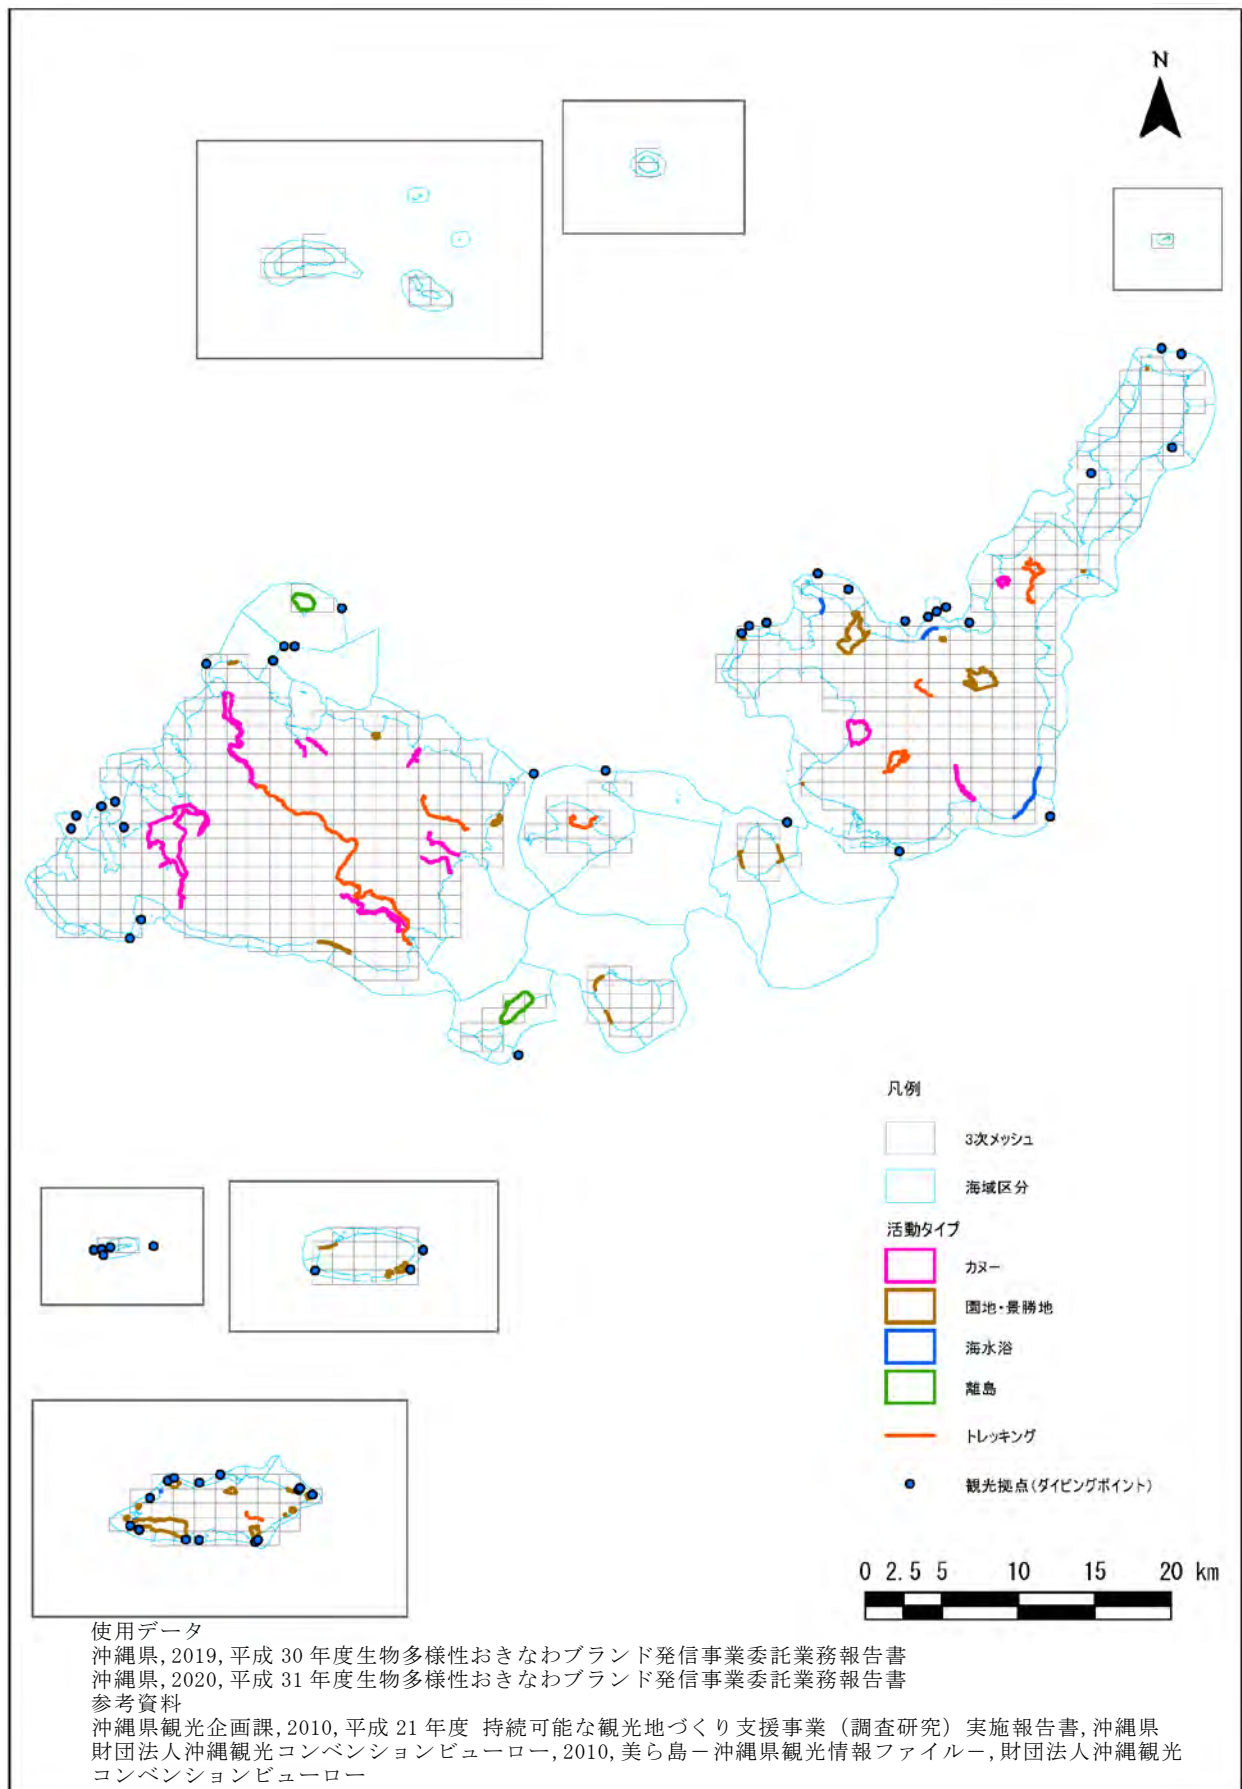 N
凡例
3次メッシュ
海域区分
活動タイプ
カヌー
園地・景勝地
海水浴
離島
トレッキング
観光拠点(ダイビングポイント)
0 2.5 5 10 15 20 km
使用データ
沖縄県,2019,平成 30 年度生物多様性おきなわブランド発信事業委託業務報告書
沖縄県,2020,平成 31 年度生物多様性おきなわブランド発信事業委託業務報告書
参考資料
沖縄県観光企画課,2010,平成 21 年度 持続可能な観光地づくり支援事業（調査研究）実施報告書,沖縄県
財団法人沖縄観光コンベンションビューロー,2010,美ら島－沖縄県観光情報ファイル－,財団法人沖縄観光
コンベンションビューロー